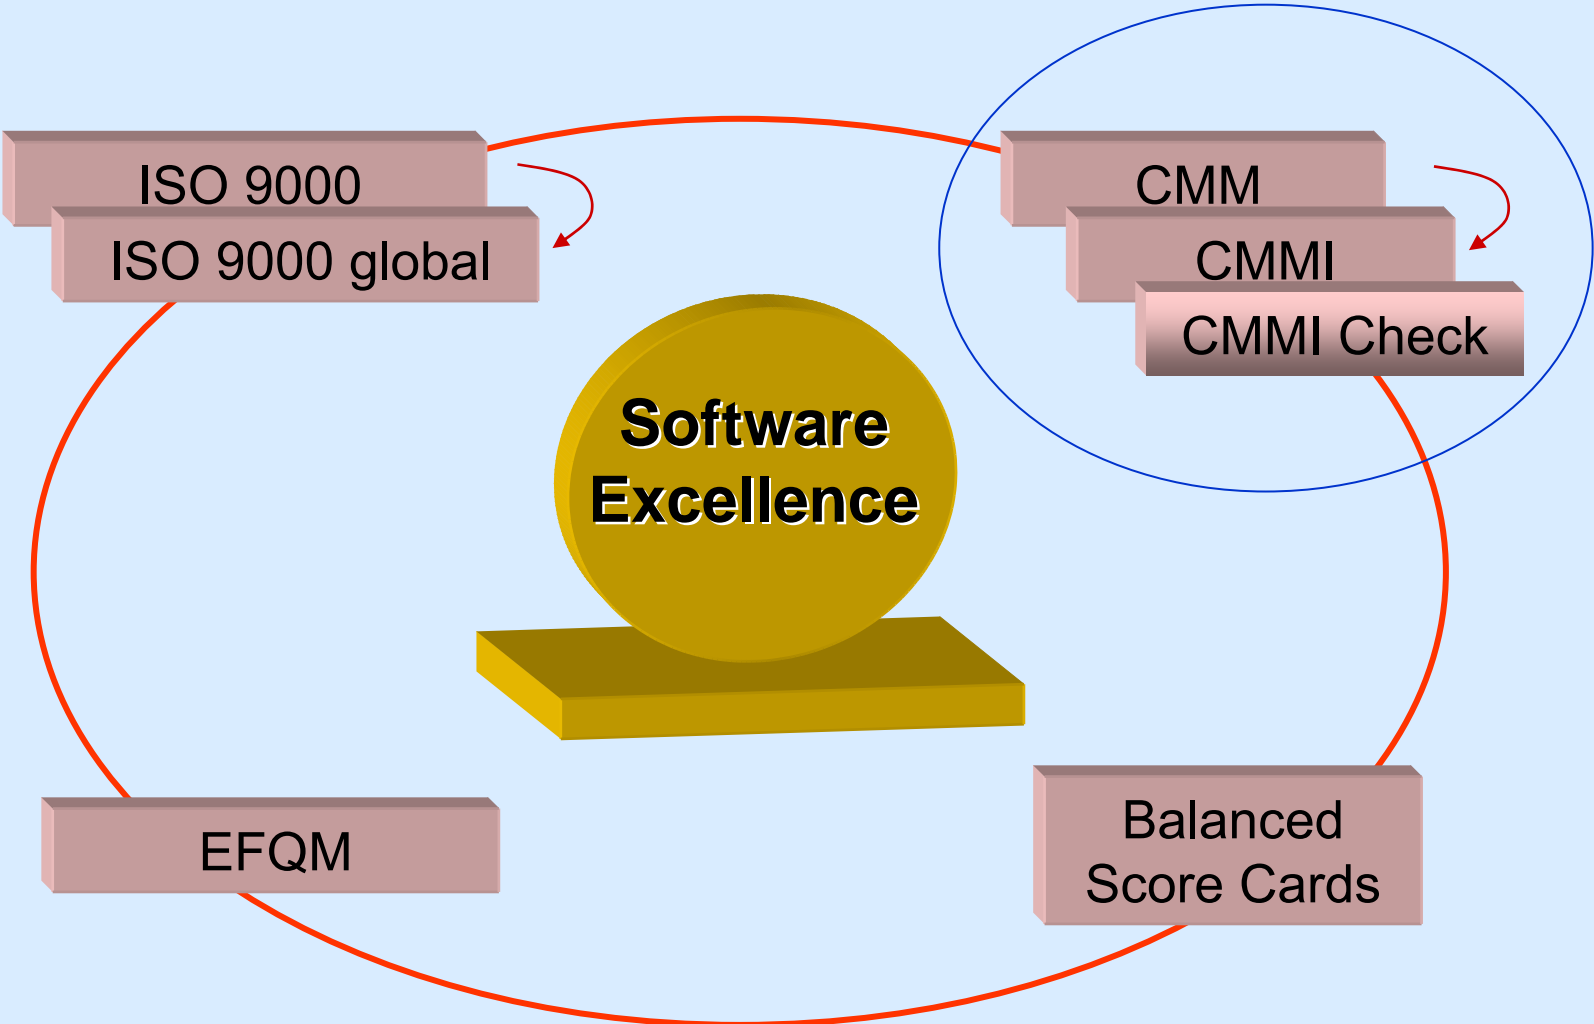 ISO 9000
ISO 9000 global
CMM
CMMI
CMMI Check
Software
Excellence
EFQM
Balanced
Score Cards